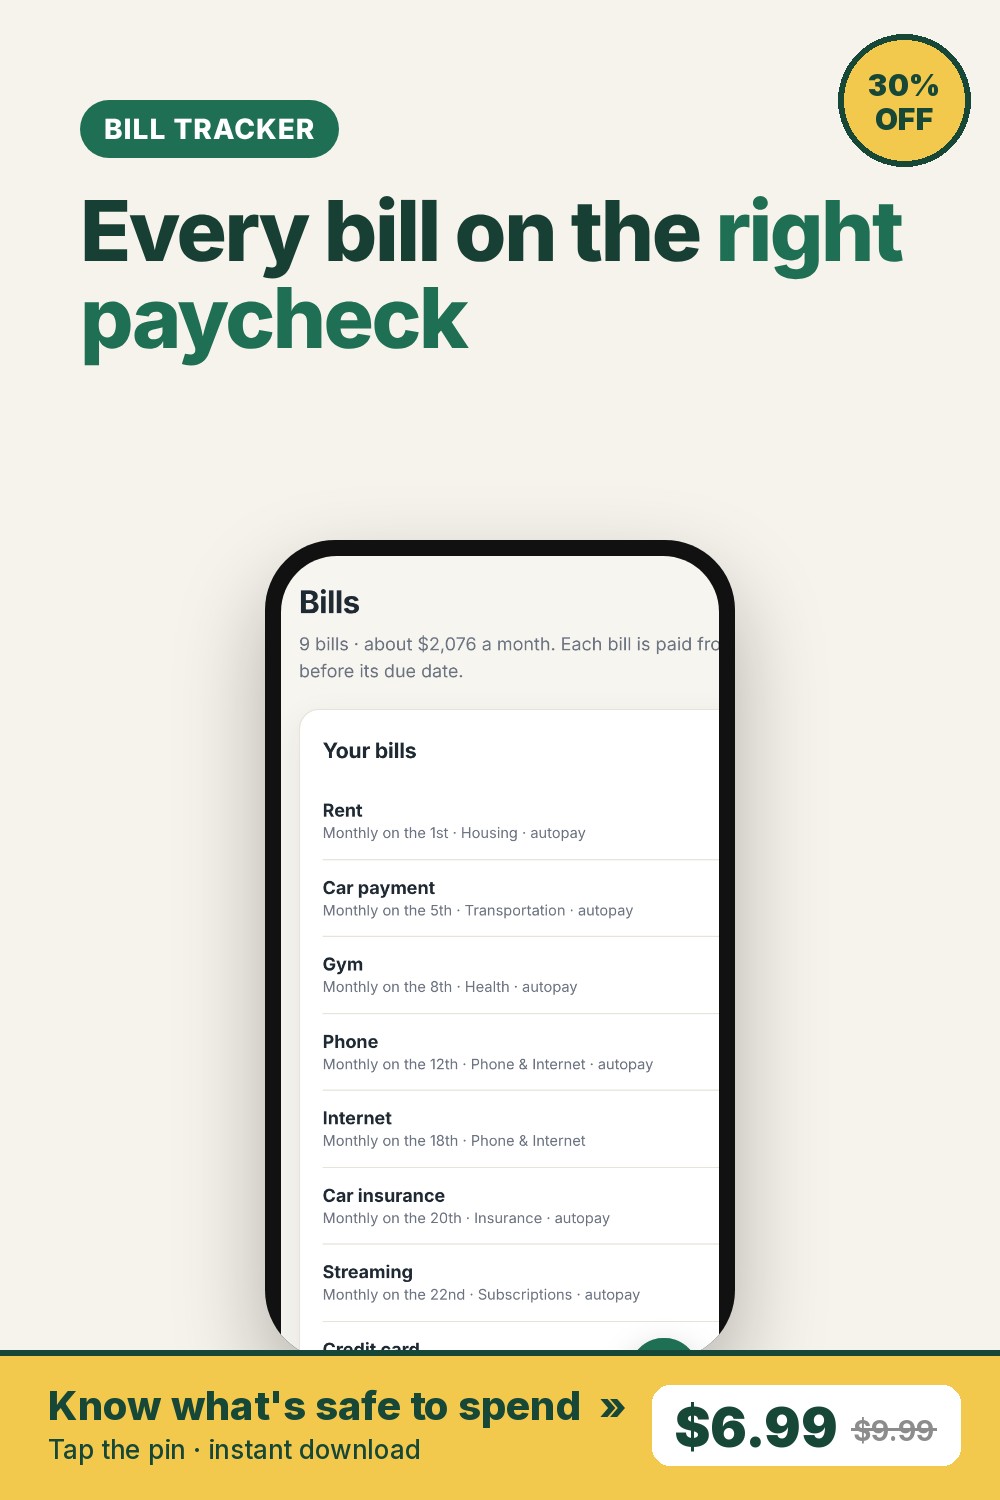 30%
OFF
BILL TRACKER
Every bill on the right
paycheck
Bills
9 bills · about $2,076 a month. Each bill is paid
before its due date.
Your bills
Rent
Monthly on the 1st · Housing · autopay
Car payment
Monthly on the 5th · Transportation · autopay
Gym
Monthly on the 8th · Health · autopay
Phone
Monthly on the 12th · Phone & Internet · autopay
Internet
Monthly on the 18th · Phone & Internet
Car insurance
Monthly on the 20th · Insurance · autopay
Streaming
Monthly on the 22nd · Subscriptions · autopay
Credit card
Know what's safe to spend »
Tap the pin · instant download
$6.99 $9.99